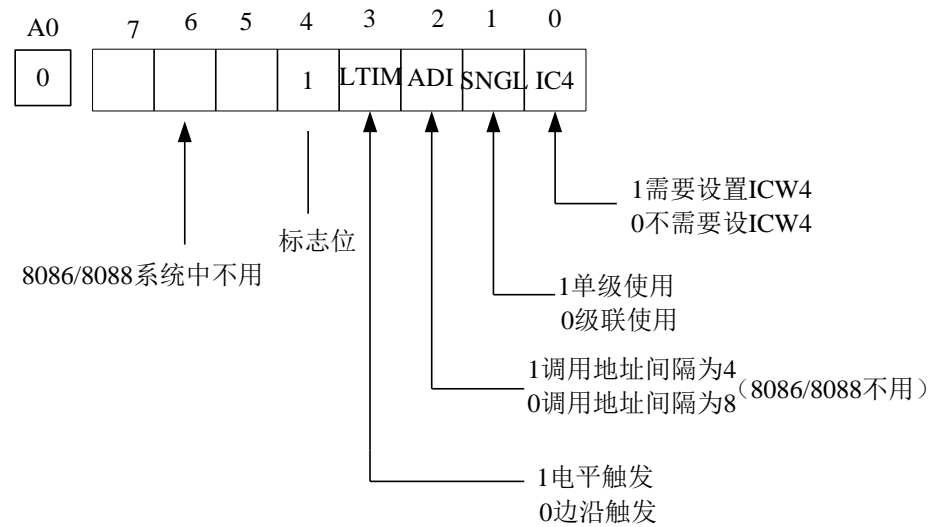 A0 7 6 5 4 3 2 1 0
0 1 LTIM ADI SNGL IC4
1需要设置ICW4
0不需要设ICW4
标志位
8086/8088系统中不用
1单级使用
0级联使用
1调用地址间隔为4
0调用地址间隔为8
（8086/8088不用）
1电平触发
0边沿触发